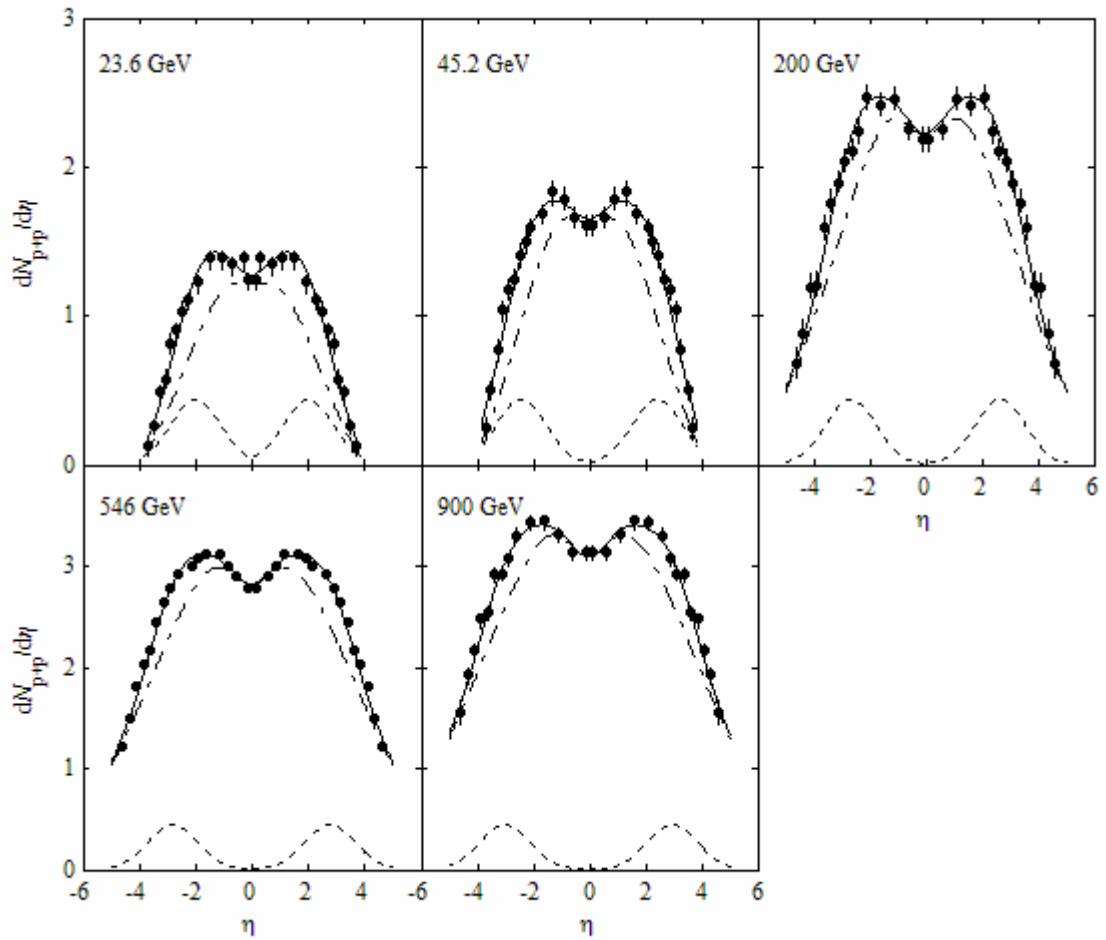 3
23.6 GeV 45.2 GeV 200 GeV
2
dN_{p+p}/dη
1
0
-4 -2 0 2 4 6
η
546 GeV 900 GeV
3
2
dN_{p+p}/dη
1
0
-6 -4 -2 0 2 4 -6 -4 -2 0 2 4 6
η η